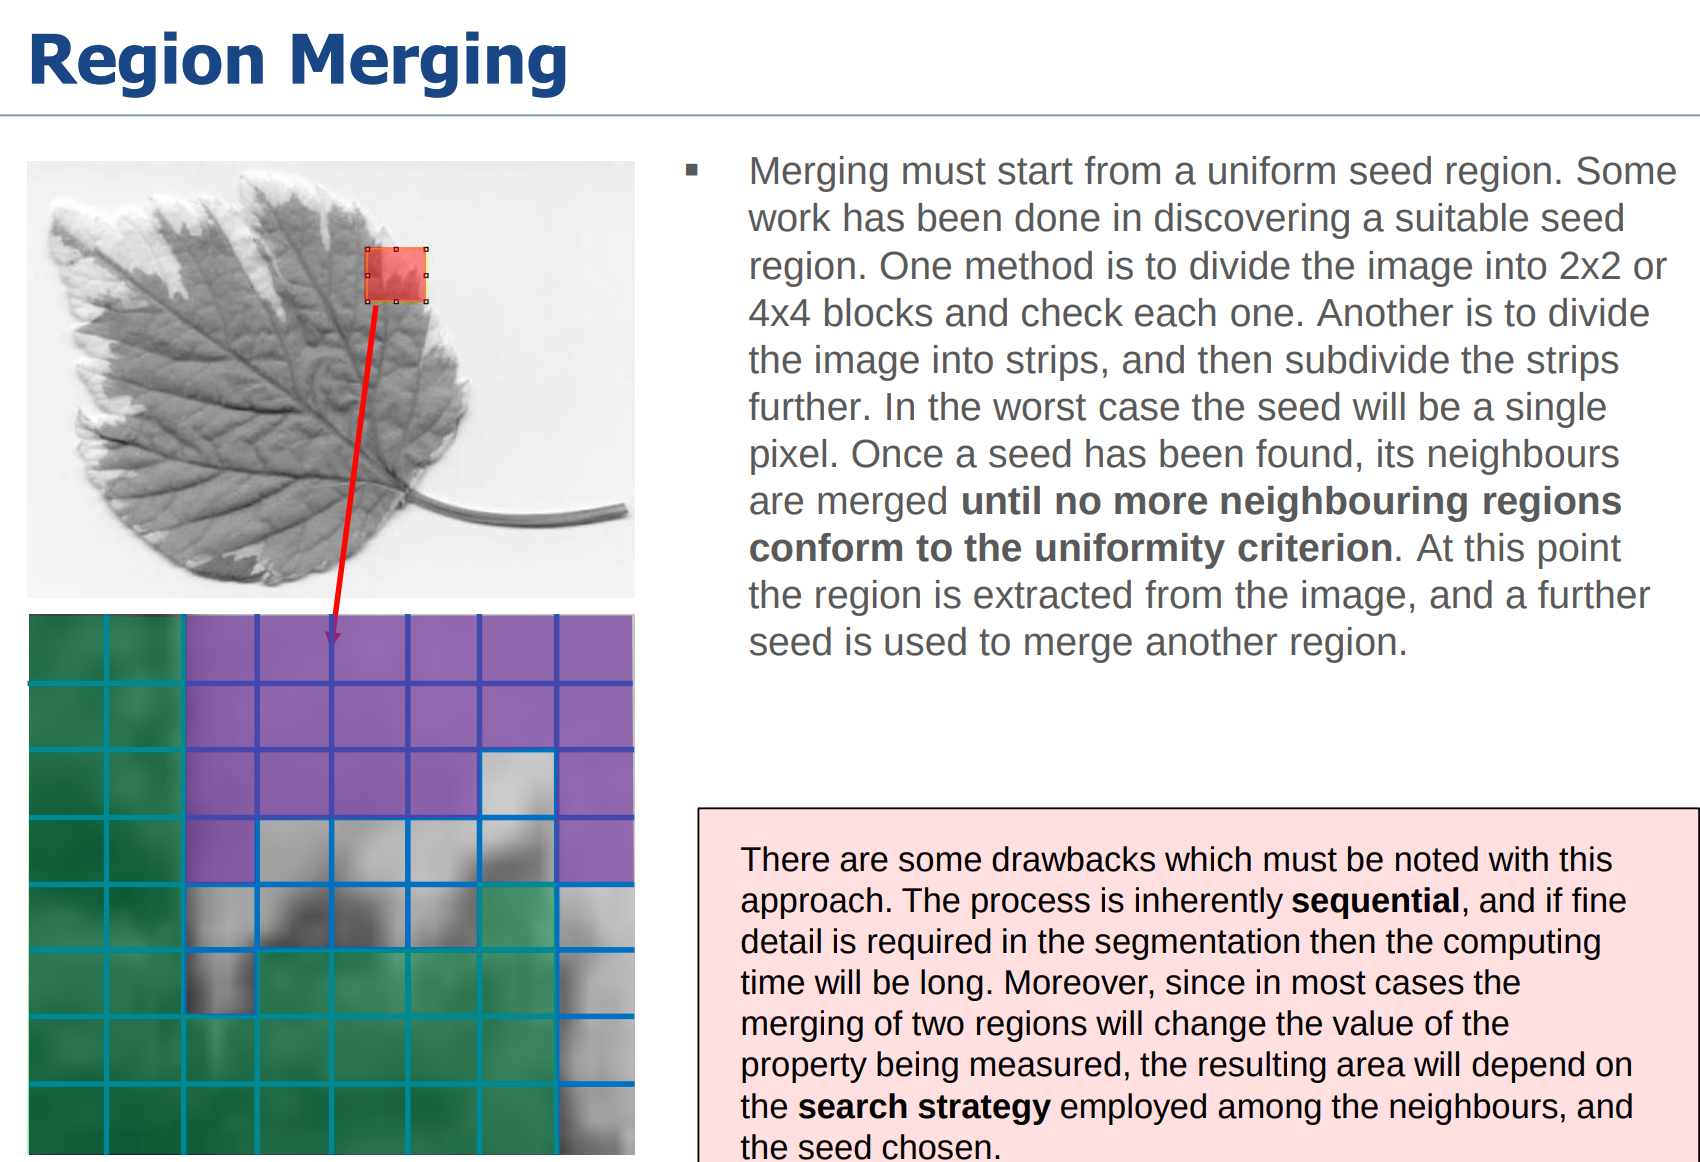 Region Merging
▪ Merging must start from a uniform seed region. Some
work has been done in discovering a suitable seed
region. One method is to divide the image into 2x2 or
4x4 blocks and check each one. Another is to divide
the image into strips, and then subdivide the strips
further. In the worst case the seed will be a single
pixel. Once a seed has been found, its neighbours
are merged until no more neighbouring regions
conform to the uniformity criterion. At this point
the region is extracted from the image, and a further
seed is used to merge another region.
There are some drawbacks which must be noted with this
approach. The process is inherently sequential, and if fine
detail is required in the segmentation then the computing
time will be long. Moreover, since in most cases the
merging of two regions will change the value of the
property being measured, the resulting area will depend on
the search strategy employed among the neighbours, and
the seed chosen.